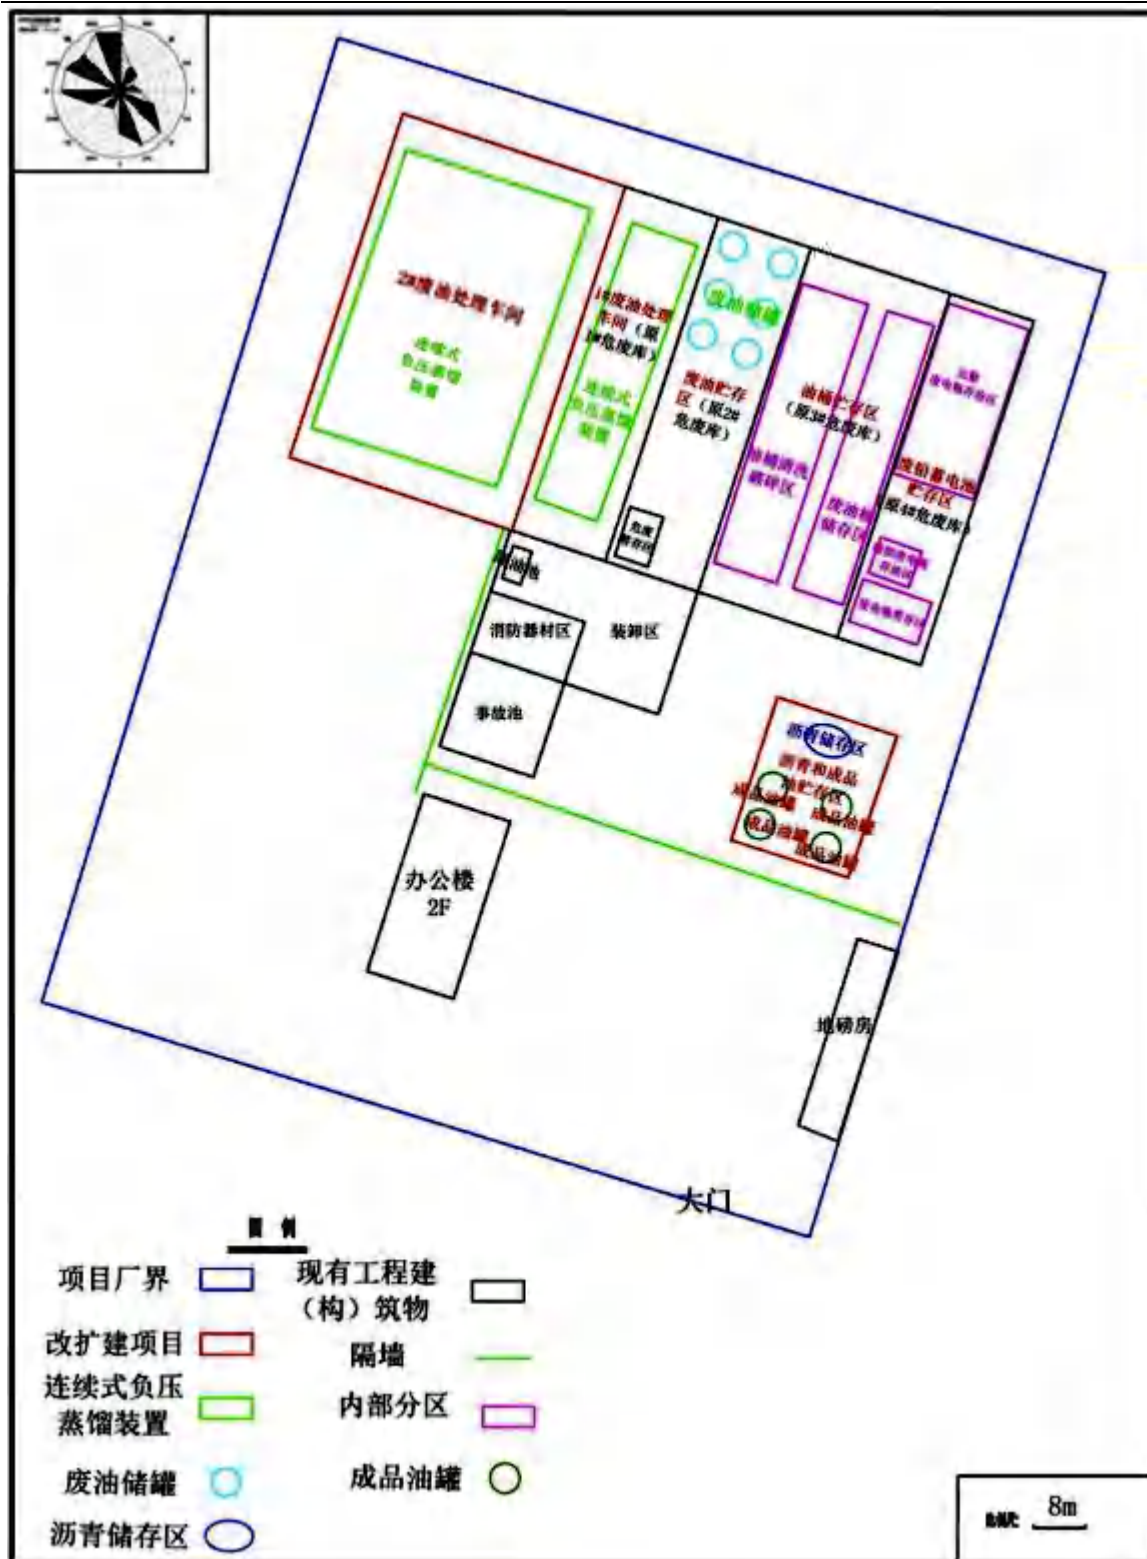 2#废油处理车间
连续式
负压蒸馏
装置
1#废油处理
车间（原
1#危废库）
连续式
负压蒸馏
装置
废油储罐
废油贮存
区（原2#
危废库）
危废
暂存区
油桶贮存区
（原3#危废库）
油桶清洗
破碎区
废油桶
储存区
废铅蓄电池
贮存区
（原4#危废库）
消防器材区
装卸区
事故池
沥青储存区
沥青和成品
油贮存区
成品油罐
成品油罐
成品油罐
成品油罐
办公楼
2F
地磅房
大门
图 例
项目厂界
现有工程建
（构）筑物
改扩建项目
隔墙
连续式负压
蒸馏装置
内部分区
废油储罐
成品油罐
沥青储存区
8m